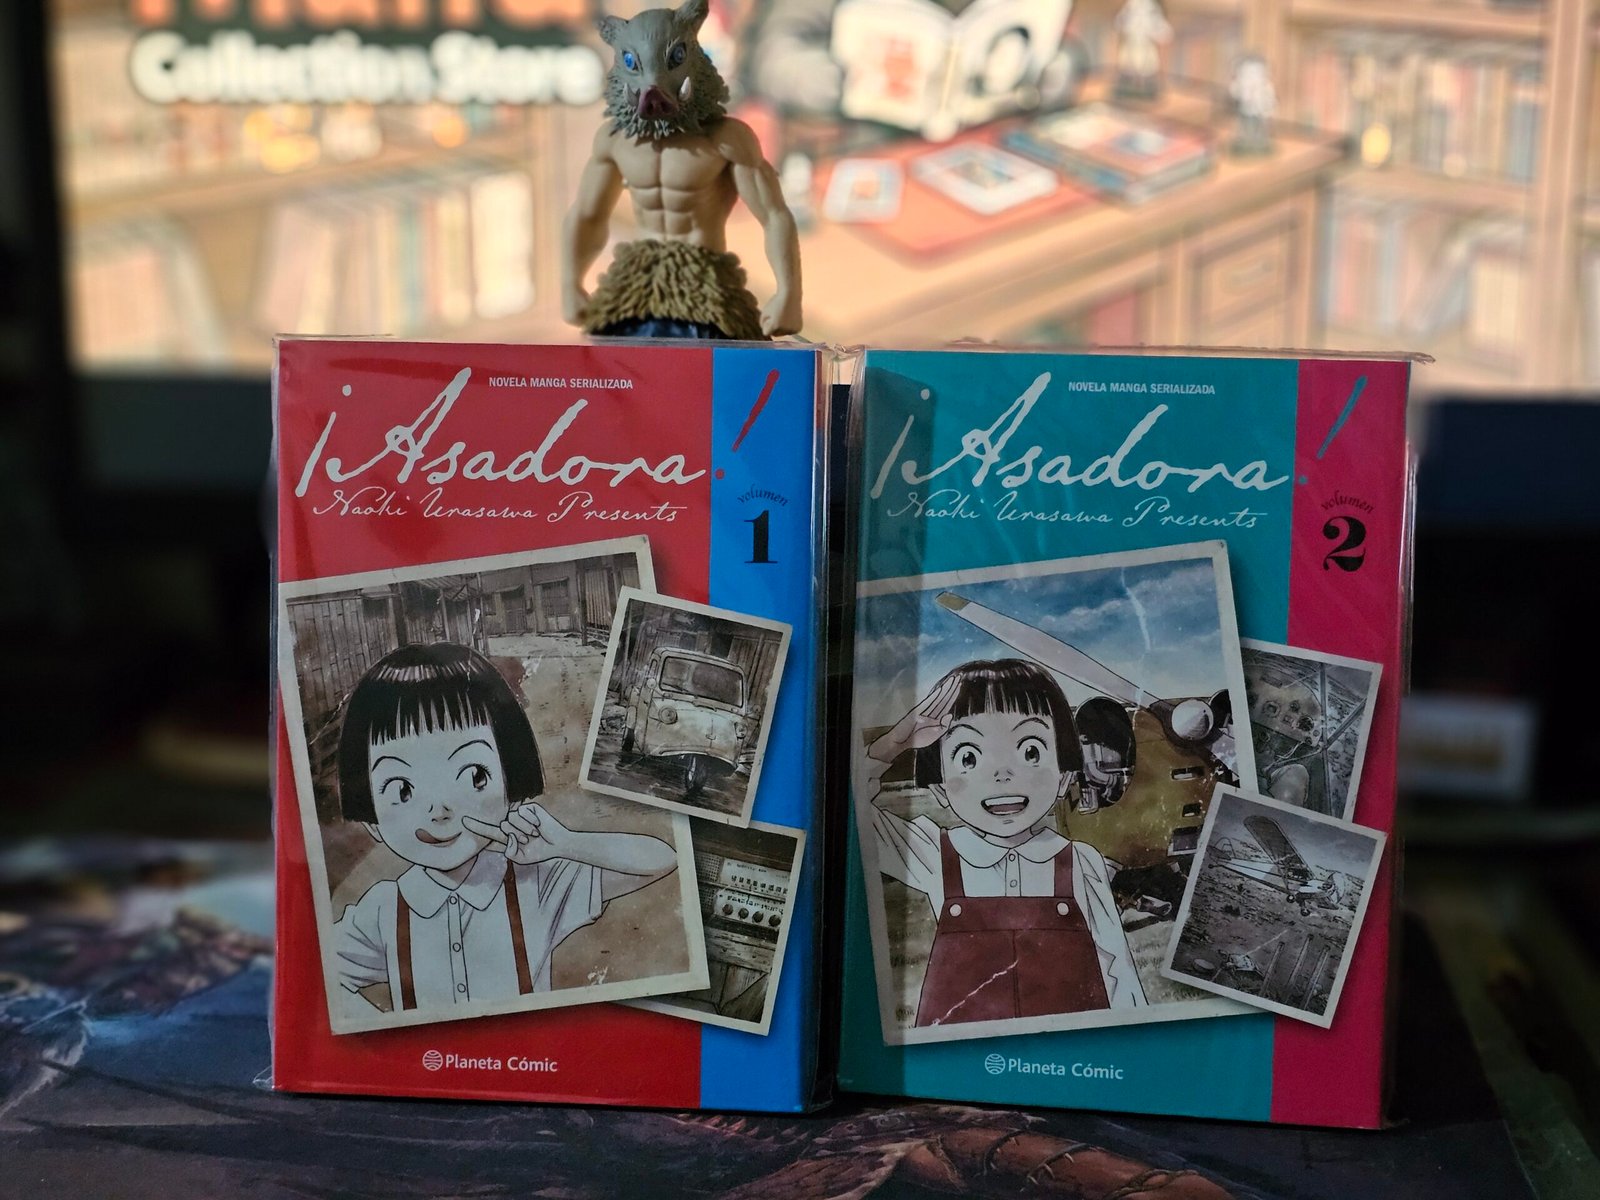 Collection Store
NOVELA MANGA SERIALIZADA
¡Asadora!
Naoki Urasawa Presents
volumen
1
Planeta Cómic
NOVELA MANGA SERIALIZADA
¡Asadora!
Naoki Urasawa Presents
volumen
2
Planeta Cómic